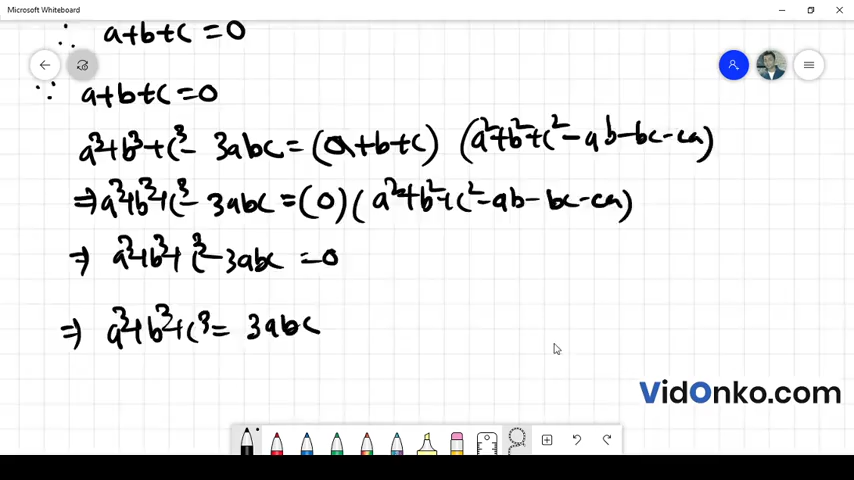 Microsoft Whiteboard
∴ a+b+c=0
∵ a+b+c=0
a³+b³+c³-3abc=(a+b+c) (a²+b²+c²-ab-bc-ca)
⇒a³+b³+c³-3abc=(0)(a²+b²+c²-ab-bc-ca)
⇒ a³+b³+c³-3abc=0
⇒ a³+b³+c³=3abc
VidOnko.com